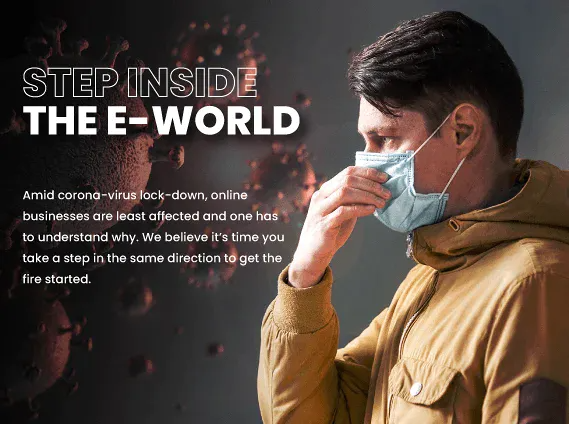 STEP INSIDE
THE E-WORLD
Amid corona-virus lock-down, online
businesses are least affected and one has
to understand why. We believe it's time you
take a step in the same direction to get the
fire started.